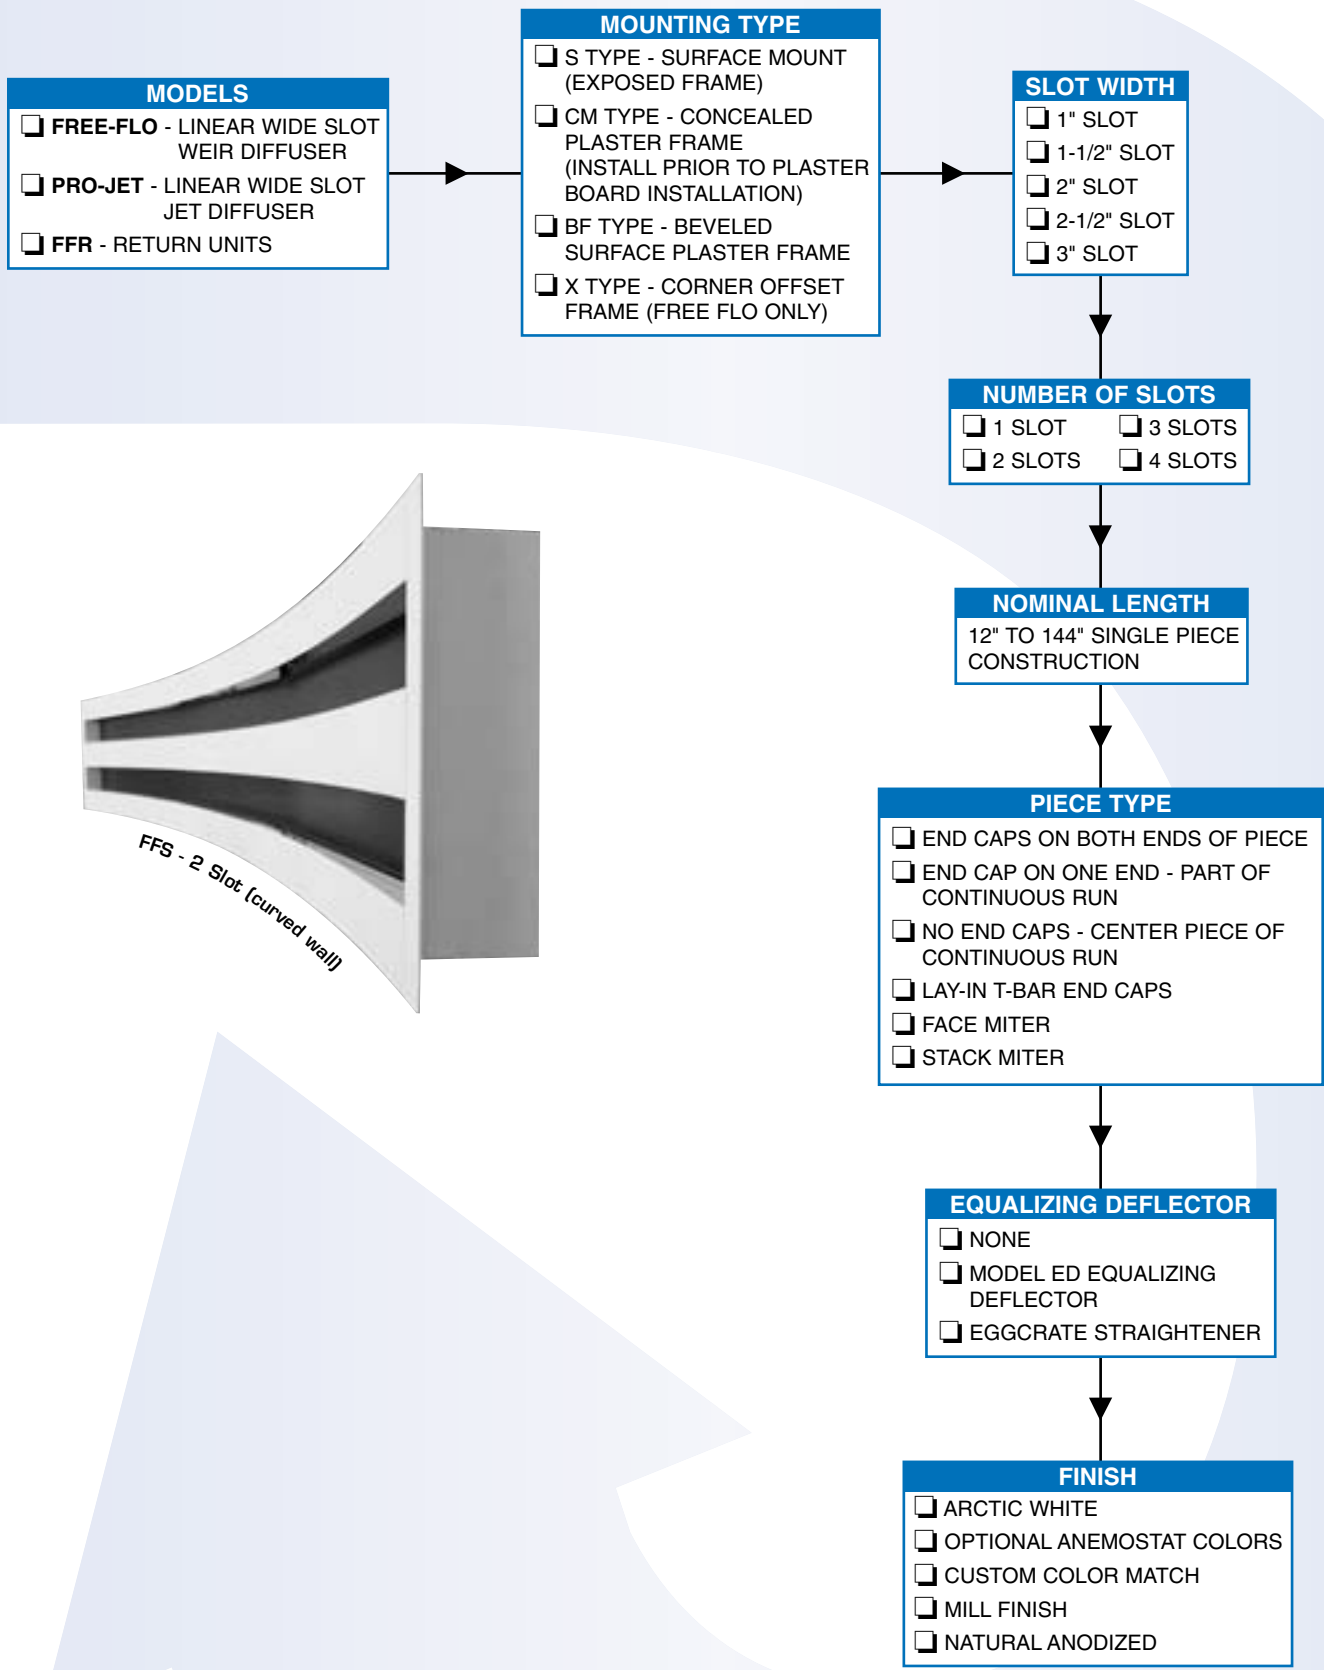 MODELS
❏ FREE-FLO - LINEAR WIDE SLOT
WEIR DIFFUSER
❏ PRO-JET - LINEAR WIDE SLOT
JET DIFFUSER
❏ FFR - RETURN UNITS
MOUNTING TYPE
❏ S TYPE - SURFACE MOUNT
(EXPOSED FRAME)
❏ CM TYPE - CONCEALED
PLASTER FRAME
(INSTALL PRIOR TO PLASTER
BOARD INSTALLATION)
❏ BF TYPE - BEVELED
SURFACE PLASTER FRAME
❏ X TYPE - CORNER OFFSET
FRAME (FREE FLO ONLY)
SLOT WIDTH
❏ 1" SLOT
❏ 1-1/2" SLOT
❏ 2" SLOT
❏ 2-1/2" SLOT
❏ 3" SLOT
NUMBER OF SLOTS
❏ 1 SLOT ❏ 3 SLOTS
❏ 2 SLOTS ❏ 4 SLOTS
NOMINAL LENGTH
12" TO 144" SINGLE PIECE
CONSTRUCTION
FFS - 2 Slot (curved wall)
PIECE TYPE
❏ END CAPS ON BOTH ENDS OF PIECE
❏ END CAP ON ONE END - PART OF
CONTINUOUS RUN
❏ NO END CAPS - CENTER PIECE OF
CONTINUOUS RUN
❏ LAY-IN T-BAR END CAPS
❏ FACE MITER
❏ STACK MITER
EQUALIZING DEFLECTOR
❏ NONE
❏ MODEL ED EQUALIZING
DEFLECTOR
❏ EGGCRATE STRAIGHTENER
FINISH
❏ ARCTIC WHITE
❏ OPTIONAL ANEMOSTAT COLORS
❏ CUSTOM COLOR MATCH
❏ MILL FINISH
❏ NATURAL ANODIZED